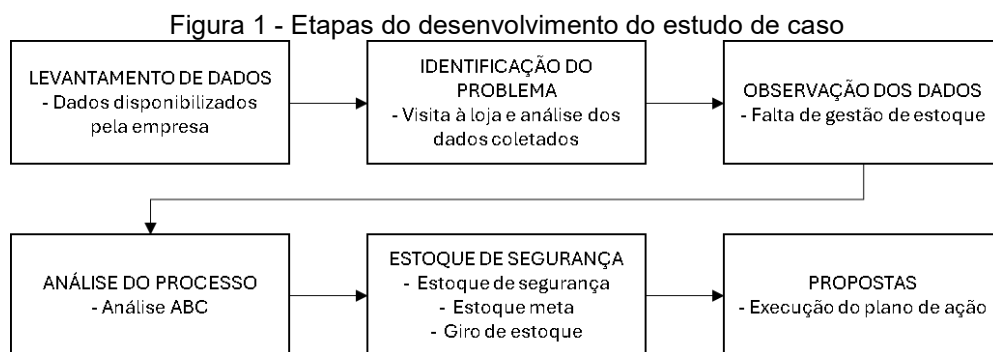 Figura 1 - Etapas do desenvolvimento do estudo de caso
LEVANTAMENTO DE DADOS
- Dados disponibilizados
pela empresa
IDENTIFICAÇÃO DO
PROBLEMA
- Visita à loja e análise dos
dados coletados
OBSERVAÇÃO DOS DADOS
- Falta de gestão de estoque
ANÁLISE DO PROCESSO
- Análise ABC
ESTOQUE DE SEGURANÇA
- Estoque de segurança
- Estoque meta
- Giro de estoque
PROPOSTAS
- Execução do plano de ação